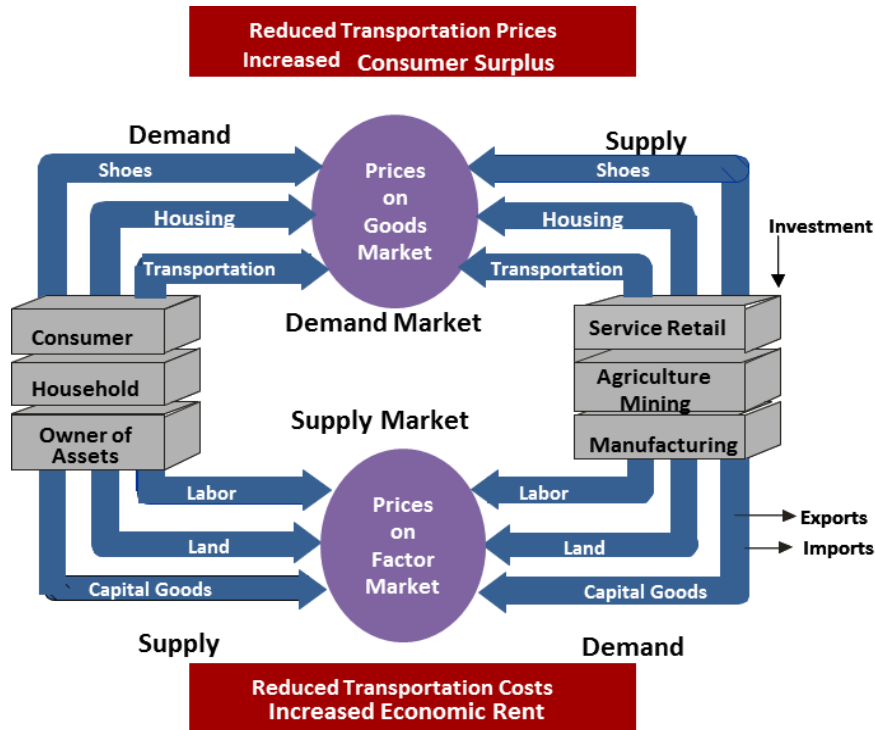 Reduced Transportation Prices
Increased Consumer Surplus
Demand
Supply
Shoes
Shoes
Prices
on
Goods
Market
Housing
Housing
Investment
Transportation
Transportation
Demand Market
Consumer
Service Retail
Household
Agriculture
Mining
Supply Market
Owner of
Assets
Manufacturing
Labor
Labor
Prices
on
Factor
Market
Exports
Land
Land
Imports
Capital Goods
Capital Goods
Supply
Demand
Reduced Transportation Costs
Increased Economic Rent